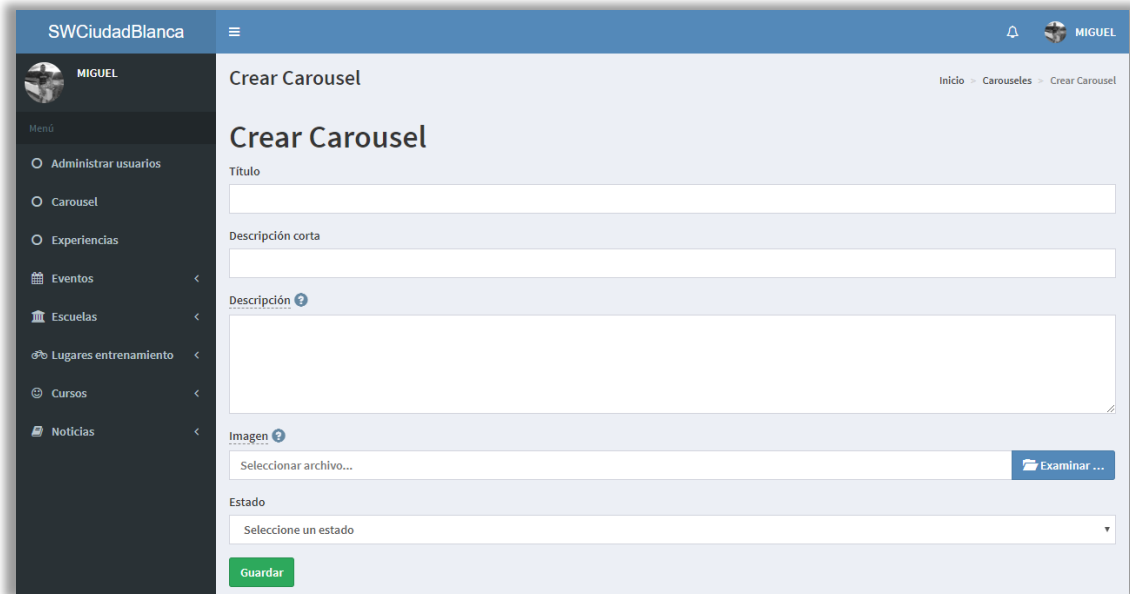 SWCiudadBlanca
MIGUEL
MIGUEL
Menú
Administrar usuarios
Carousel
Experiencias
Eventos
Escuelas
Lugares entrenamiento
Cursos
Noticias
Crear Carousel
Inicio > Carouseles > Crear Carousel
Crear Carousel
Título
Descripción corta
Descripción ?
Imagen ?
Seleccionar archivo...
Examinar ...
Estado
Seleccione un estado
Guardar